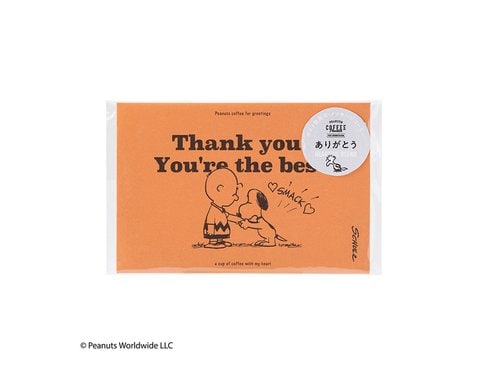 Peanuts coffee for greetings
Thank you
You're the bes
COFFEE
ありがとう
♡SMACK♡
SCHULZ
a cup of coffee with my heart
© Peanuts Worldwide LLC